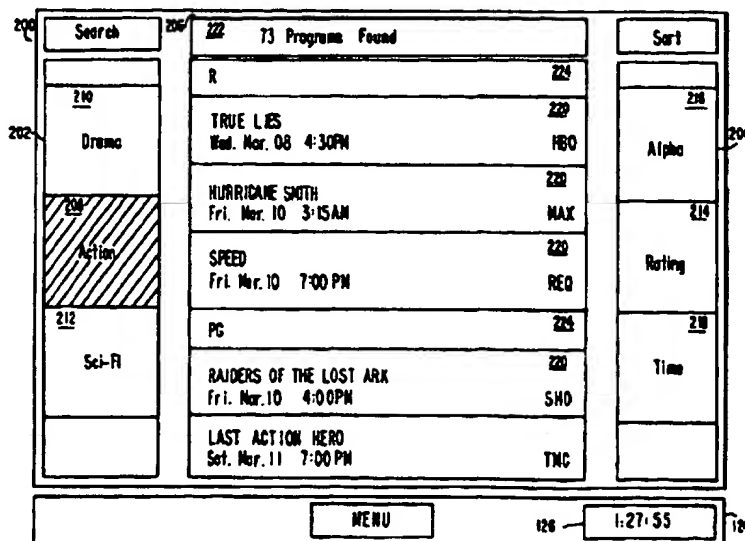 200
Search
206
222
73 Programs Found
Sort
R
224
210
Drama
202
220
TRUE LIES
Wed. Mar. 08 4:30PM
HBO
216
Alpha
208
Action
220
HURRICANE SMITH
Fri. Mar. 10 3:15AM
MAX
214
Rating
220
SPEED
Fri. Mar. 10 7:00 PM
REQ
212
Sci-Fi
PG
224
218
Time
220
RAIDERS OF THE LOST ARK
Fri. Mar. 10 4:00PM
SHO
LAST ACTION HERO
Sat. Mar. 11 7:00 PM
TMC
MENU
126
1:27:55